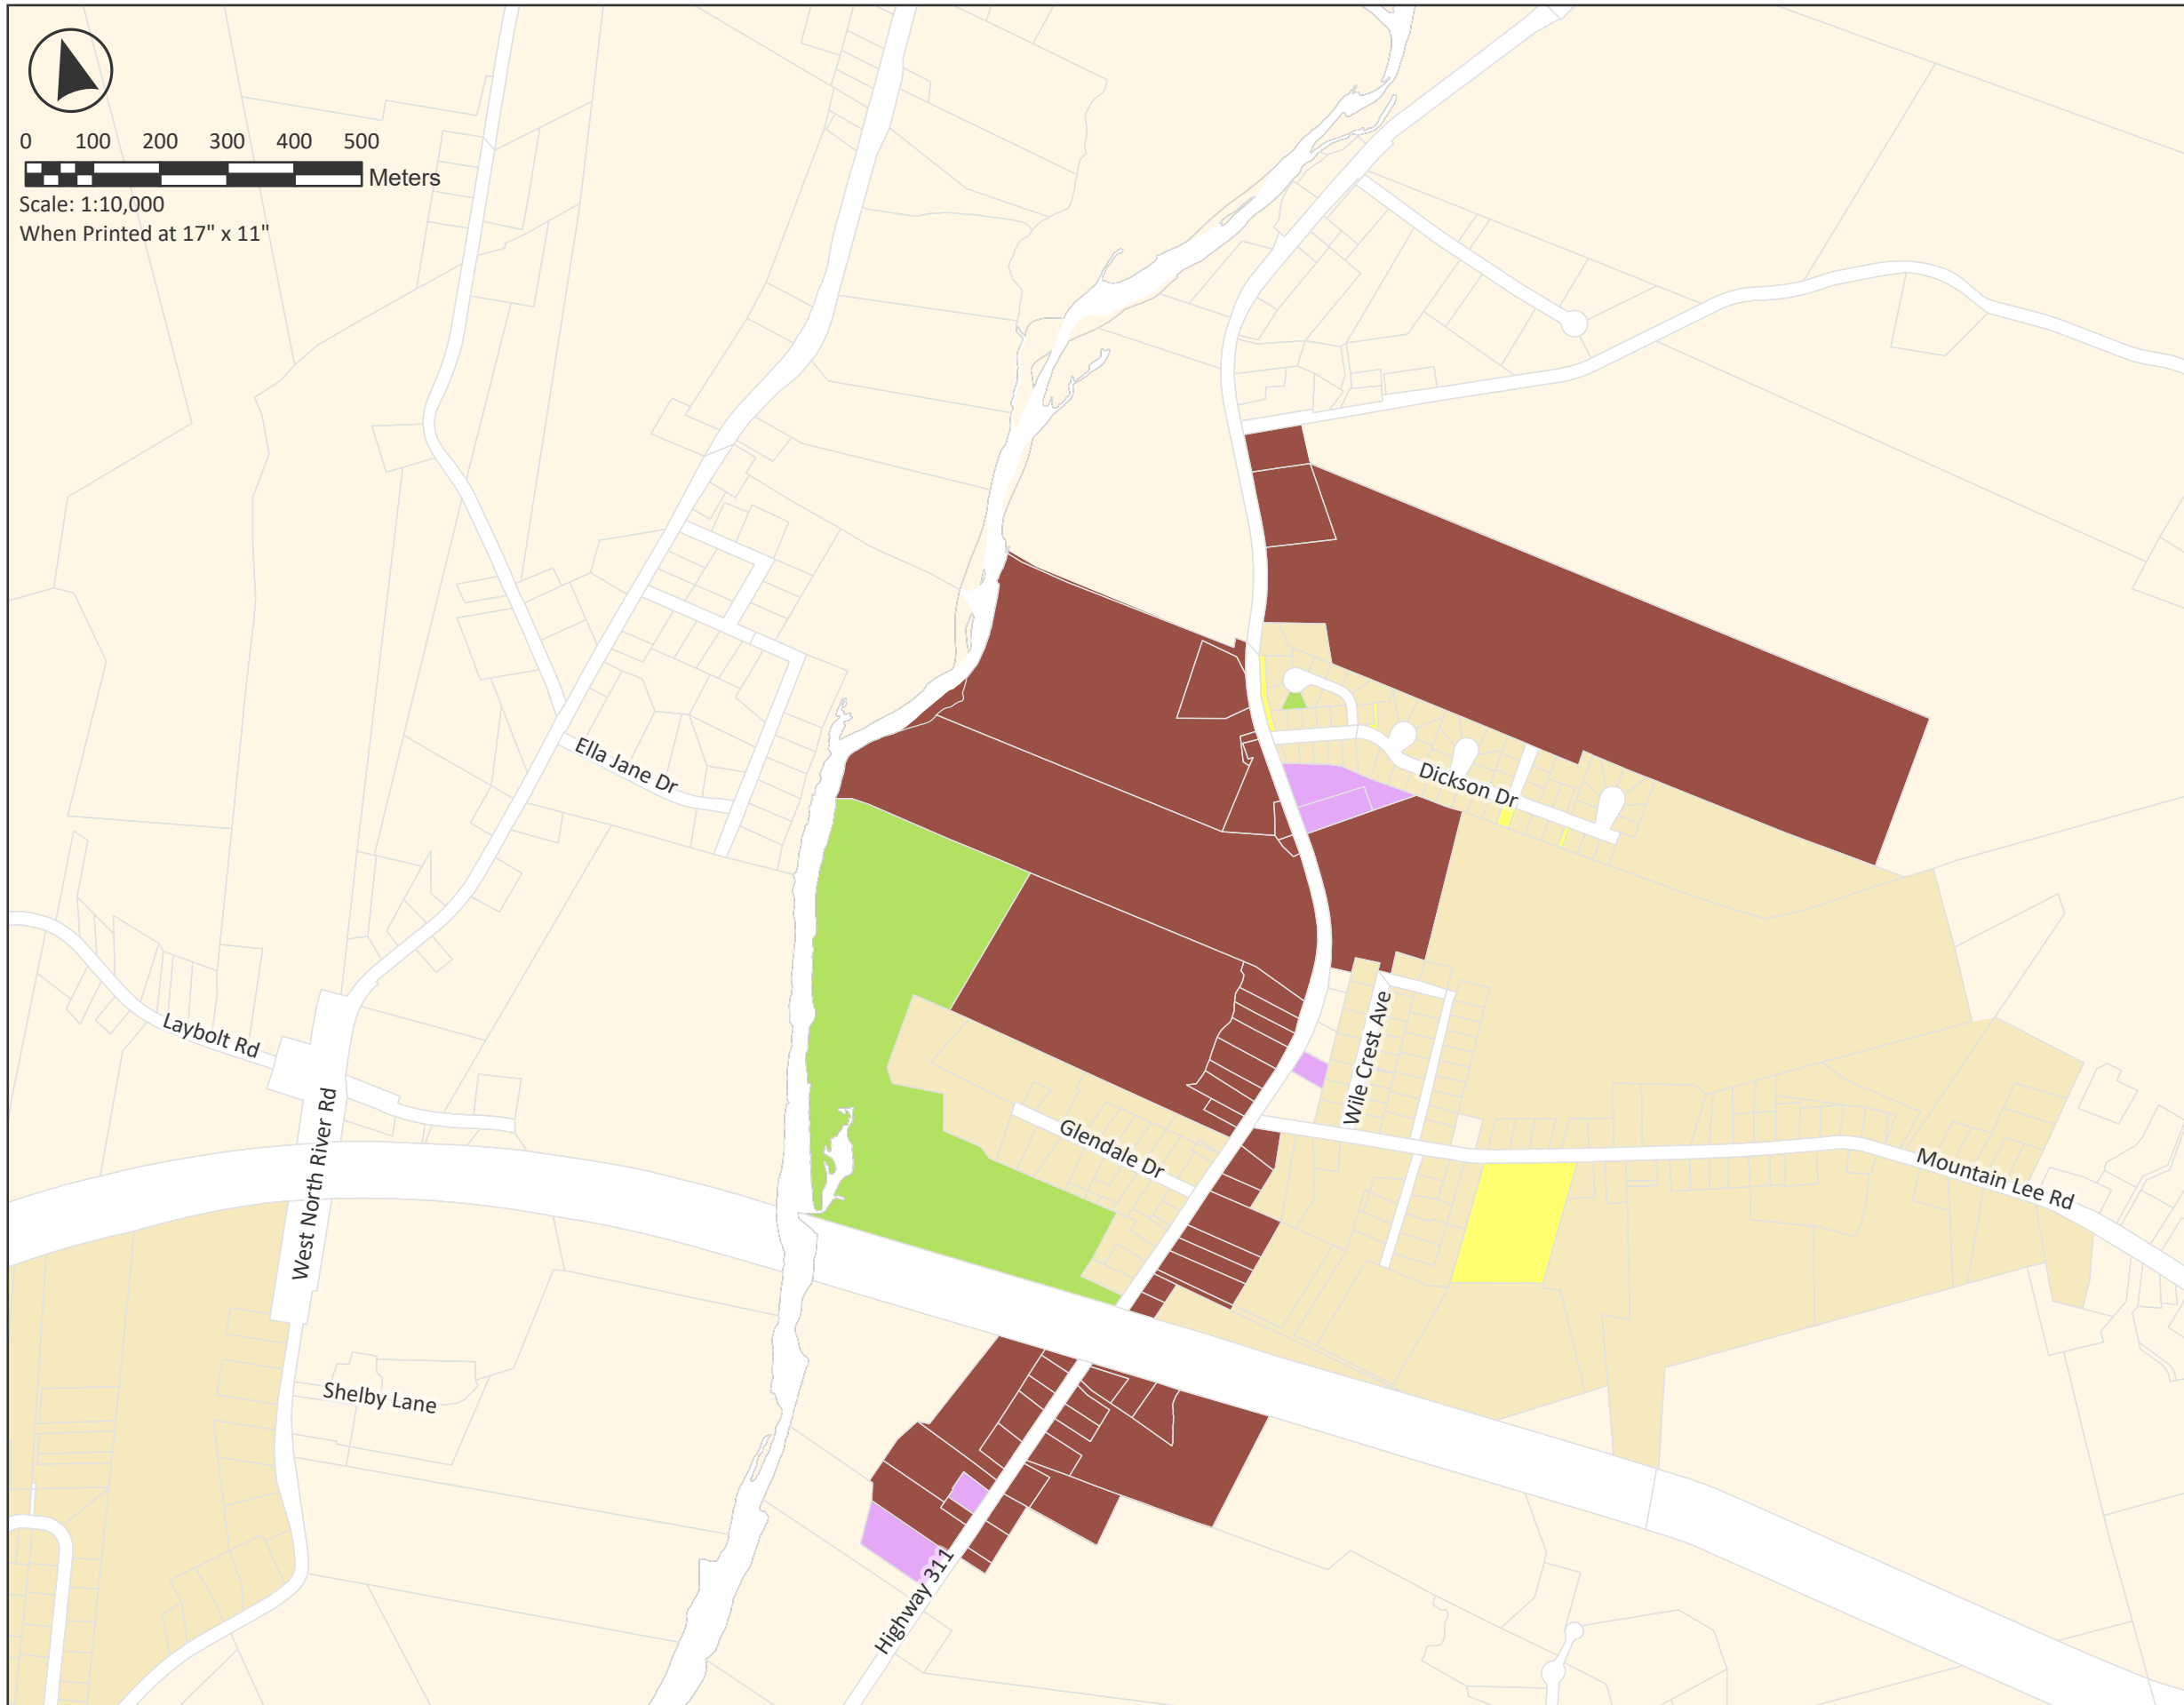 0 100 200 300 400 500
Meters
Scale: 1:10,000
When Printed at 17" x 11"
Ella Jane Dr
Dickson Dr
Laybolt Rd
Wile Crest Ave
West North River Rd
Glendale Dr
Mountain Lee Rd
Shelby Lane
Highway 311